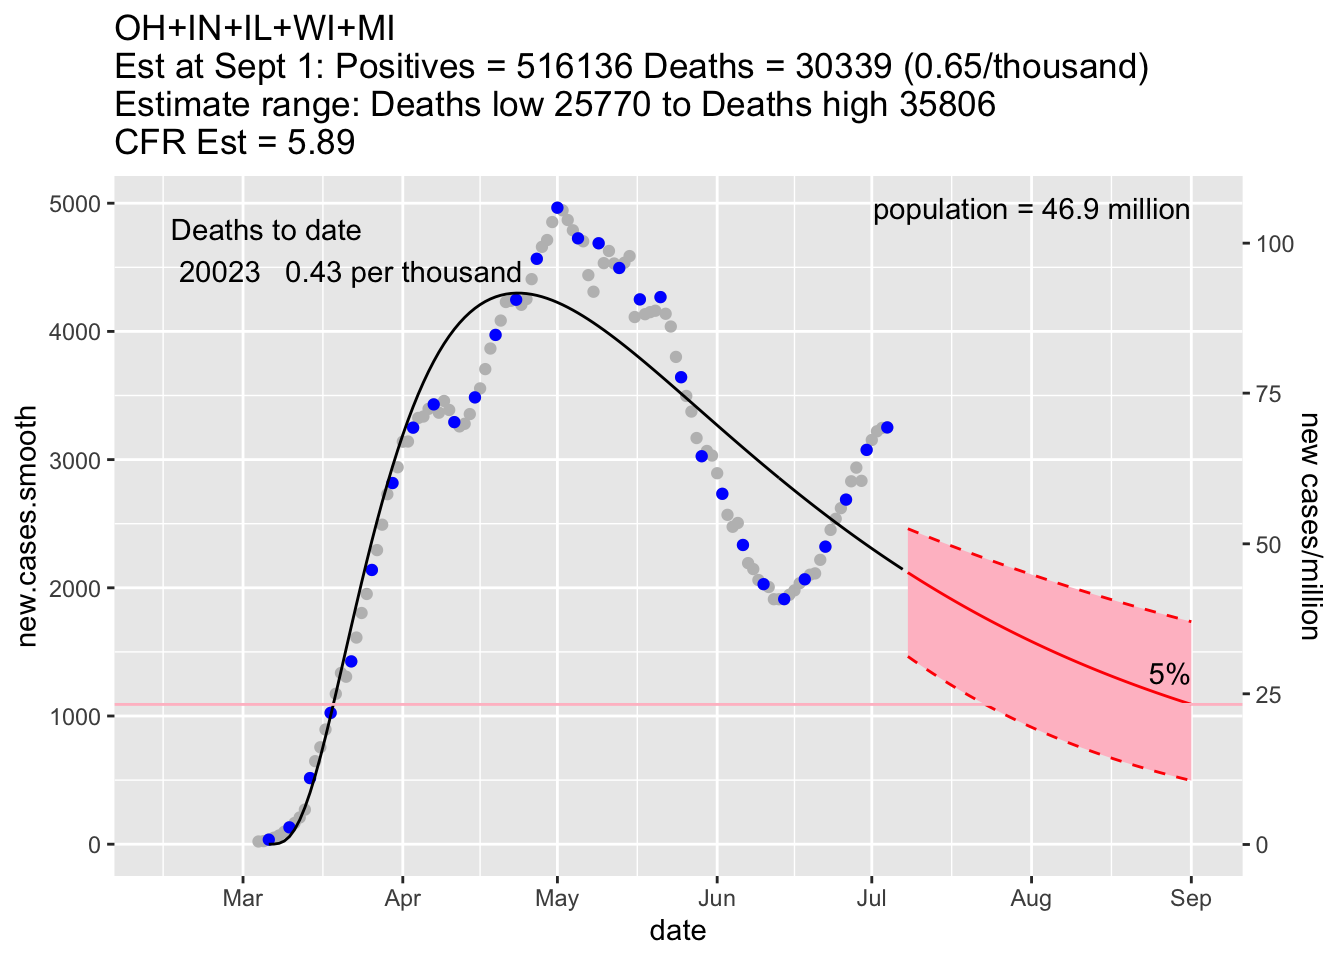 OH+IN+IL+WI+MI
Est at Sept 1: Positives = 516136 Deaths = 30339 (0.65/thousand)
Estimate range: Deaths low 25770 to Deaths high 35806
CFR Est = 5.89
Deaths to date
20023 0.43 per thousand
population = 46.9 million
5%
new.cases.smooth
5000
4000
3000
2000
1000
0
new cases/million
100
75
50
25
0
Mar Apr May Jun Jul Aug Sep
date